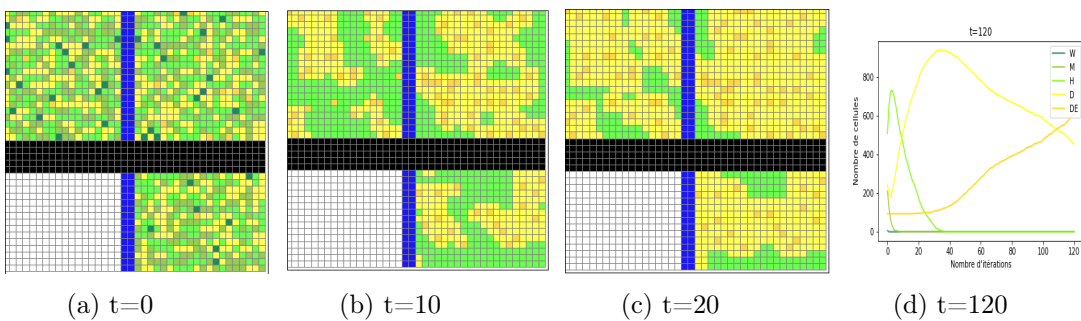 t=120
W
M
H
D
DE
800
600
400
200
0
Nombre de cellules
0 20 40 60 80 100 120
Nombre d'itérations
(a) t=0 (b) t=10 (c) t=20 (d) t=120